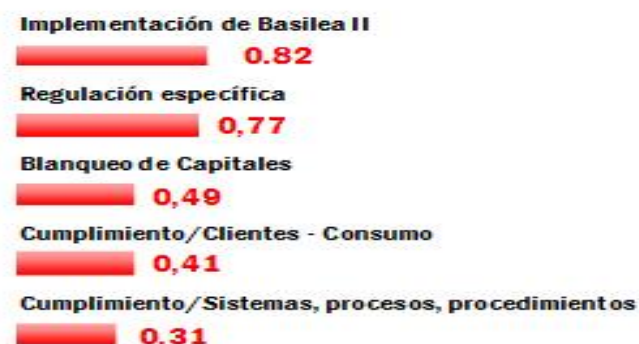 Implementación de Basilea II
0.82
Regulación específica
0,77
Blanqueo de Capitales
0,49
Cumplimiento/Clientes - Consumo
0,41
Cumplimiento/Sistemas, procesos, procedimientos
0.31